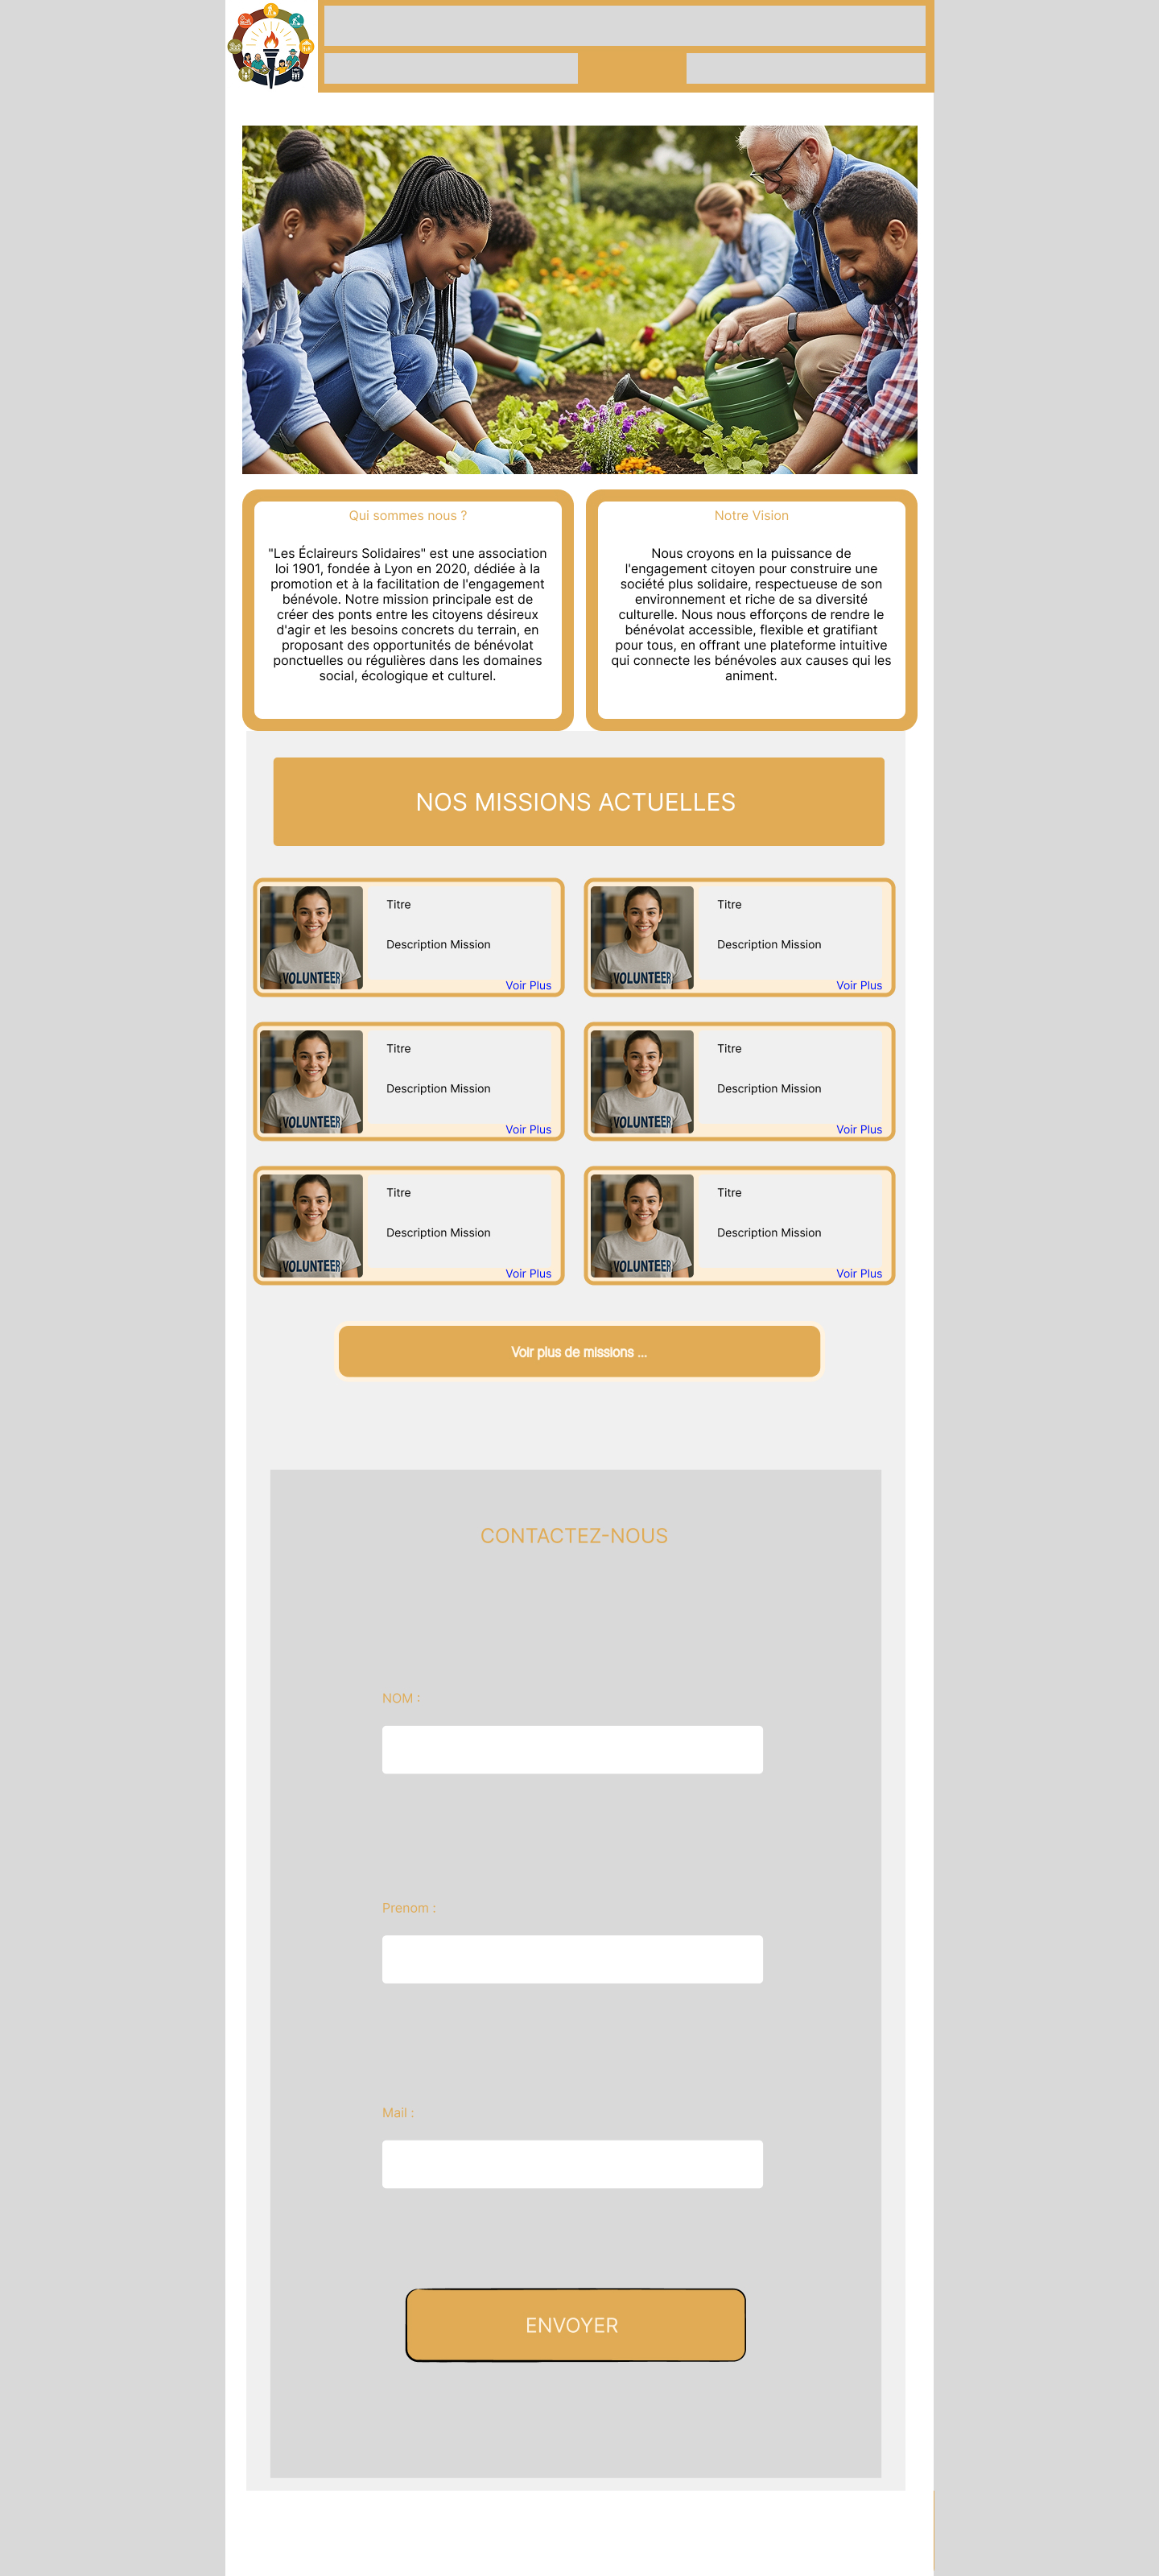 Qui sommes nous ?
"Les Éclaireurs Solidaires" est une association
loi 1901, fondée à Lyon en 2020, dédiée à la
promotion et à la facilitation de l'engagement
bénévole. Notre mission principale est de
créer des ponts entre les citoyens désireux
d'agir et les besoins concrets du terrain, en
proposant des opportunités de bénévolat
ponctuelles ou régulières dans les domaines
social, écologique et culturel.
Notre Vision
Nous croyons en la puissance de
l'engagement citoyen pour construire une
société plus solidaire, respectueuse de son
environnement et riche de sa diversité
culturelle. Nous nous efforçons de rendre le
bénévolat accessible, flexible et gratifiant
pour tous, en offrant une plateforme intuitive
qui connecte les bénévoles aux causes qui les
animent.
NOS MISSIONS ACTUELLES
VOLUNTEER
Titre
Description Mission
Voir Plus
VOLUNTEER
Titre
Description Mission
Voir Plus
VOLUNTEER
Titre
Description Mission
Voir Plus
VOLUNTEER
Titre
Description Mission
Voir Plus
VOLUNTEER
Titre
Description Mission
Voir Plus
VOLUNTEER
Titre
Description Mission
Voir Plus
Voir plus de missions ...
CONTACTEZ-NOUS
NOM :
Prenom :
Mail :
ENVOYER